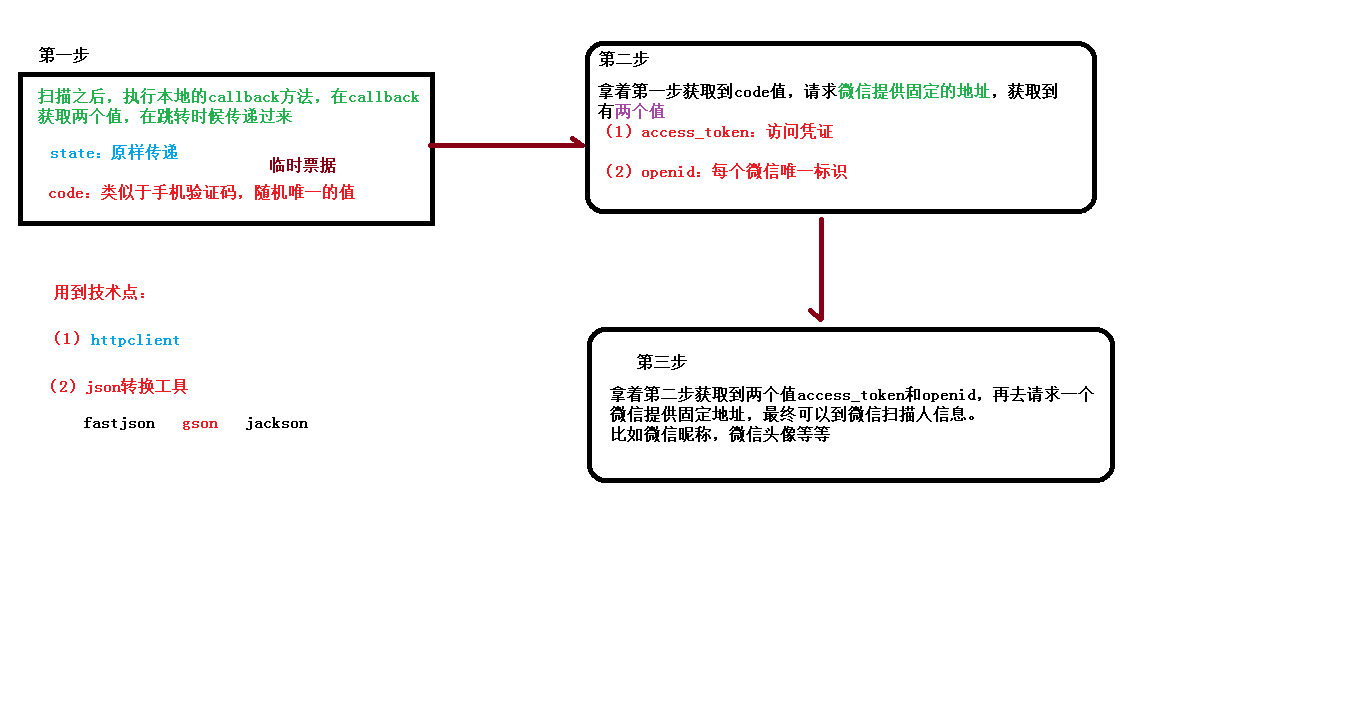 第一步
扫描之后，执行本地的callback方法，在callback
获取两个值，在跳转时候传递过来
state：原样传递
临时票据
code：类似于手机验证码，随机唯一的值
第二步
拿着第一步获取到code值，请求微信提供固定的地址，获取到
有两个值
（1）access_token：访问凭证
（2）openid：每个微信唯一标识
第三步
拿着第二步获取到两个值access_token和openid，再去请求一个
微信提供固定地址，最终可以到微信扫描人信息。
比如微信昵称，微信头像等等
用到技术点：
（1）httpclient
（2）json转换工具
fastjson gson jackson